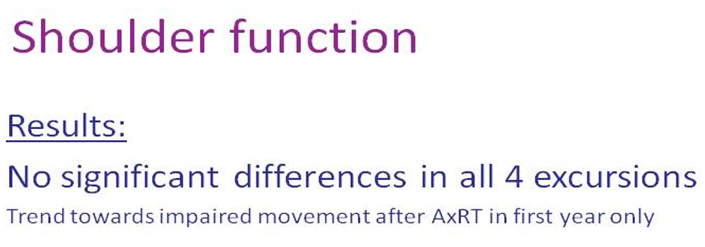 Shoulder function
Results:
No significant differences in all 4 excursions
Trend towards impaired movement after AxRT in first year only